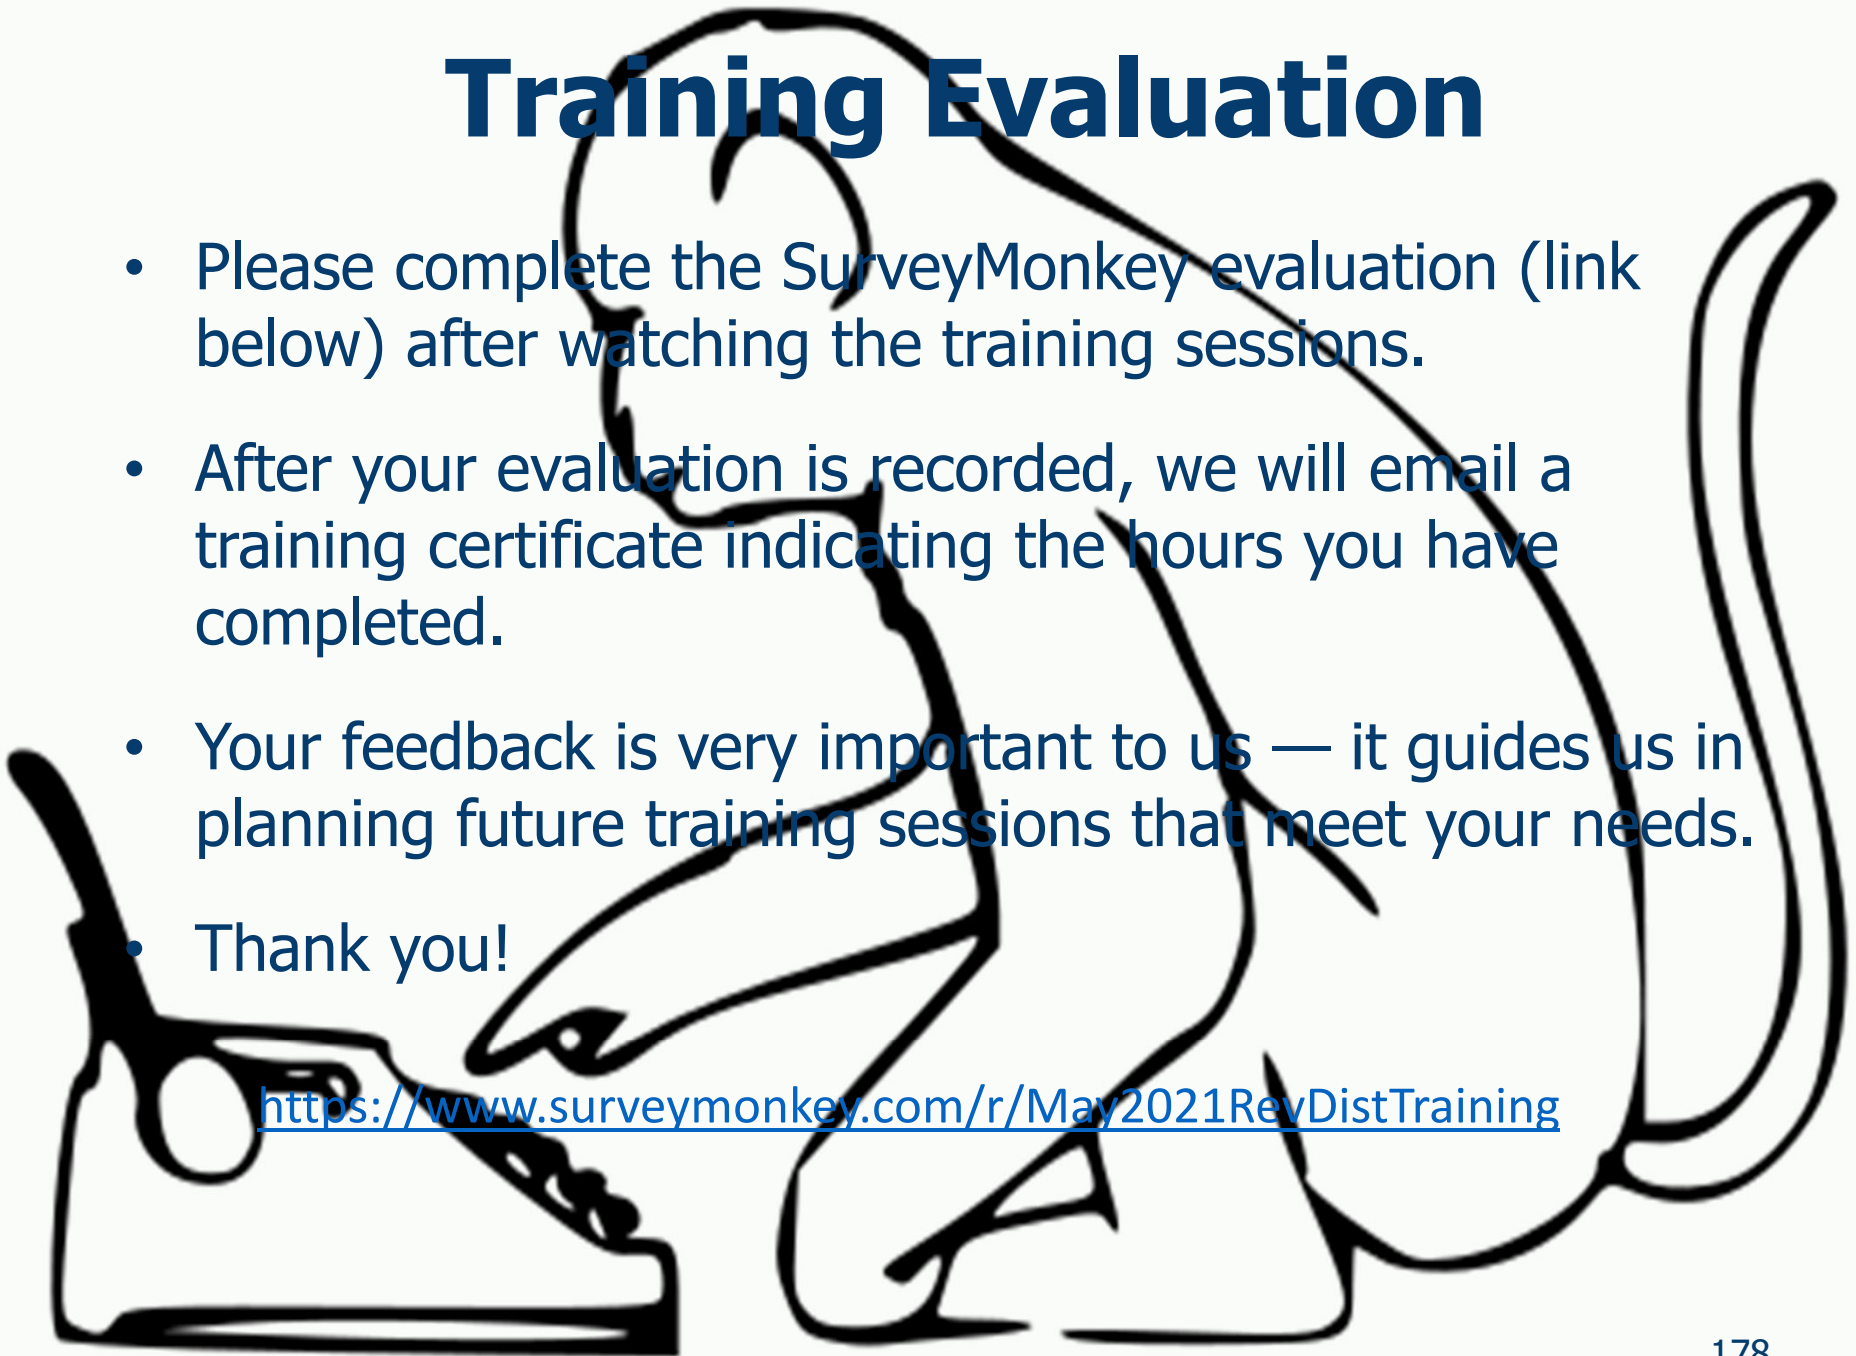 Training Evaluation
• Please complete the SurveyMonkey evaluation (link
below) after watching the training sessions.
• After your evaluation is recorded, we will email a
training certificate indicating the hours you have
completed.
• Your feedback is very important to us — it guides us in
planning future training sessions that meet your needs.
• Thank you!
https://www.surveymonkey.com/r/May2021RevDistTraining
178